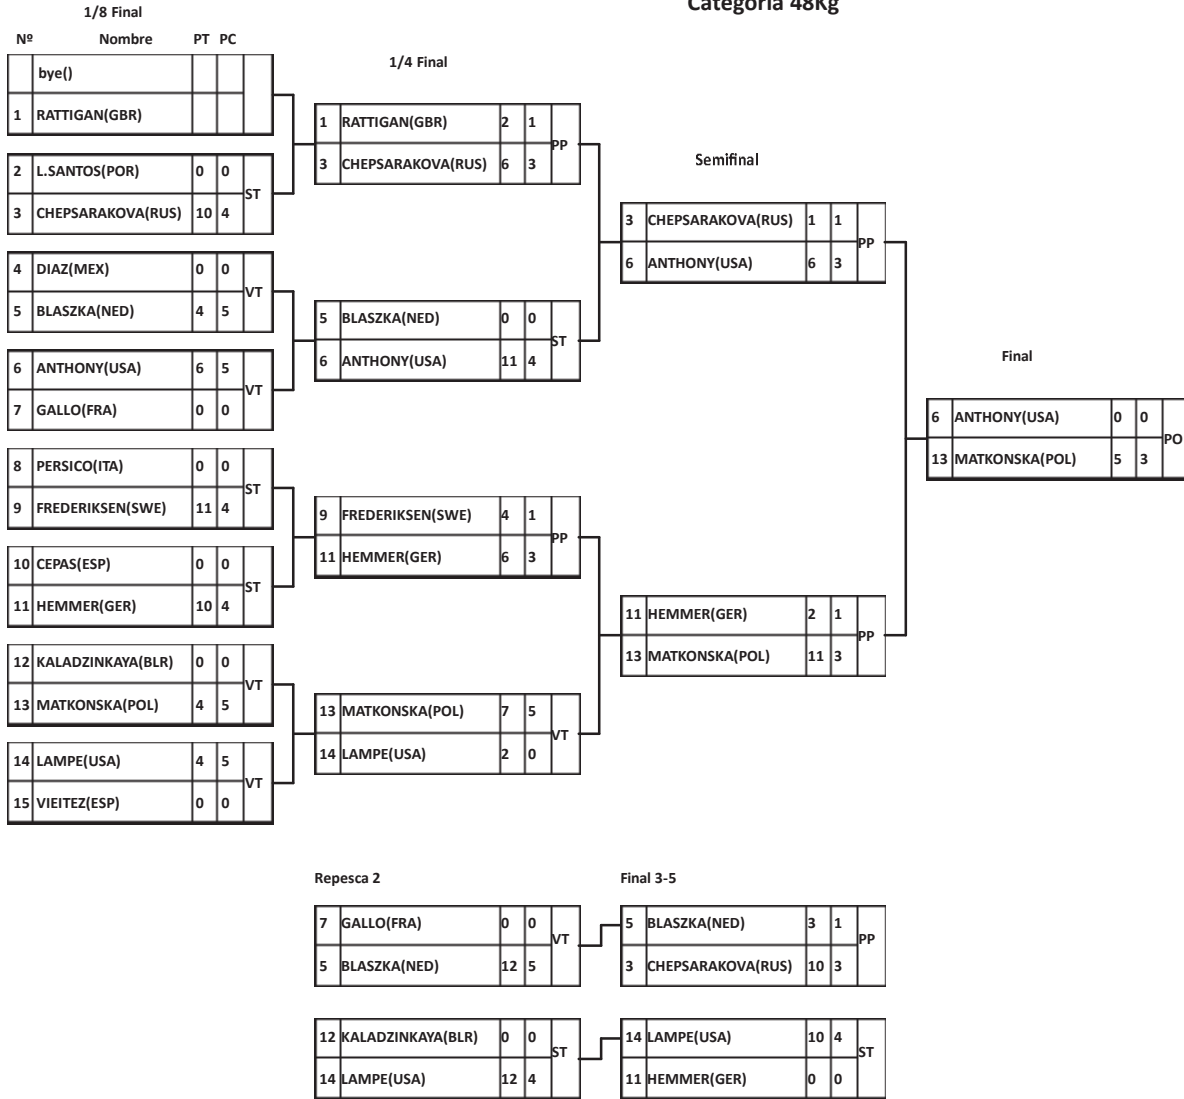 Categoría 48Kg
1/8 Final
Nº Nombre PT PC
bye()
1 RATTIGAN(GBR)
2 L.SANTOS(POR) 0 0
ST
3 CHEPSARAKOVA(RUS) 10 4
4 DIAZ(MEX) 0 0
VT
5 BLASZKA(NED) 4 5
6 ANTHONY(USA) 6 5
VT
7 GALLO(FRA) 0 0
8 PERSICO(ITA) 0 0
ST
9 FREDERIKSEN(SWE) 11 4
10 CEPAS(ESP) 0 0
ST
11 HEMMER(GER) 10 4
12 KALADZINKAYA(BLR) 0 0
VT
13 MATKONSKA(POL) 4 5
14 LAMPE(USA) 4 5
VT
15 VIEITEZ(ESP) 0 0
1/4 Final
1 RATTIGAN(GBR) 2 1
PP
3 CHEPSARAKOVA(RUS) 6 3
5 BLASZKA(NED) 0 0
ST
6 ANTHONY(USA) 11 4
9 FREDERIKSEN(SWE) 4 1
PP
11 HEMMER(GER) 6 3
13 MATKONSKA(POL) 7 5
VT
14 LAMPE(USA) 2 0
Semifinal
3 CHEPSARAKOVA(RUS) 1 1
PP
6 ANTHONY(USA) 6 3
11 HEMMER(GER) 2 1
PP
13 MATKONSKA(POL) 11 3
Final
6 ANTHONY(USA) 0 0
PO
13 MATKONSKA(POL) 5 3
Repesca 2
7 GALLO(FRA) 0 0
VT
5 BLASZKA(NED) 12 5
12 KALADZINKAYA(BLR) 0 0
ST
14 LAMPE(USA) 12 4
Final 3-5
5 BLASZKA(NED) 3 1
PP
3 CHEPSARAKOVA(RUS) 10 3
14 LAMPE(USA) 10 4
ST
11 HEMMER(GER) 0 0